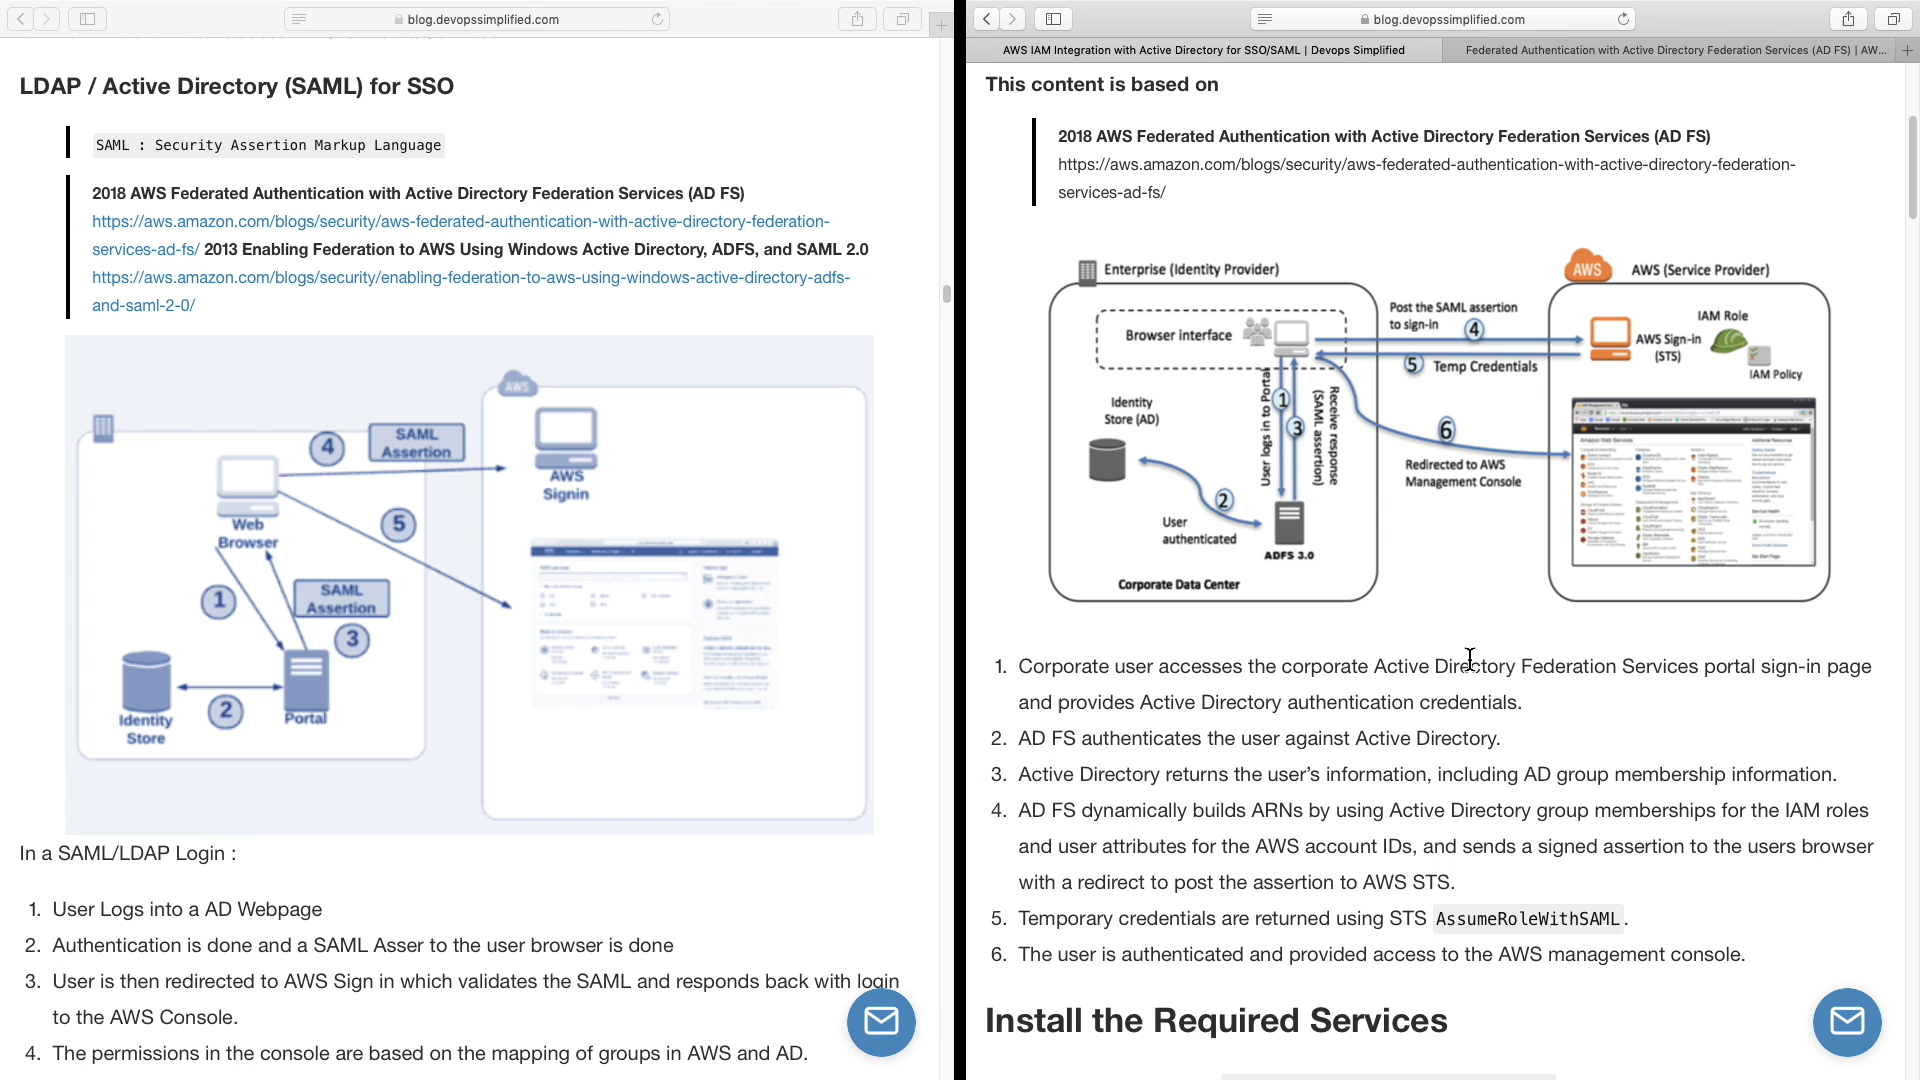 blog.devopssimplified.com
LDAP / Active Directory (SAML) for SSO
SAML : Security Assertion Markup Language
2018 AWS Federated Authentication with Active Directory Federation Services (AD FS)
https://aws.amazon.com/blogs/security/aws-federated-authentication-with-active-directory-federation-
services-ad-fs/ 2013 Enabling Federation to AWS Using Windows Active Directory, ADFS, and SAML 2.0
https://aws.amazon.com/blogs/security/enabling-federation-to-aws-using-windows-active-directory-adfs-
and-saml-2-0/
AWS
4
SAML
Assertion
AWS
Signin
Web
Browser
5
1
SAML
Assertion
3
Identity
Store
2
Portal
In a SAML/LDAP Login :
1. User Logs into a AD Webpage
2. Authentication is done and a SAML Asser to the user browser is done
3. User is then redirected to AWS Sign in which validates the SAML and responds back with login
to the AWS Console.
4. The permissions in the console are based on the mapping of groups in AWS and AD.
blog.devopssimplified.com
AWS IAM Integration with Active Directory for SSO/SAML | Devops Simplified
Federated Authentication with Active Directory Federation Services (AD FS) | AW...
This content is based on
2018 AWS Federated Authentication with Active Directory Federation Services (AD FS)
https://aws.amazon.com/blogs/security/aws-federated-authentication-with-active-directory-federation-
services-ad-fs/
Enterprise (Identity Provider)
AWS
AWS (Service Provider)
Browser interface
Post the SAML assertion
to sign-in
4
5
Temp Credentials
AWS Sign-in
(STS)
IAM Role
IAM Policy
Identity
Store (AD)
User logs in to Portal
1
3
Receive response
(SAML assertion)
6
Redirected to AWS
Management Console
Amazon Web Services
2
User
authenticated
ADFS 3.0
Corporate Data Center
1. Corporate user accesses the corporate Active Directory Federation Services portal sign-in page
and provides Active Directory authentication credentials.
2. AD FS authenticates the user against Active Directory.
3. Active Directory returns the user’s information, including AD group membership information.
4. AD FS dynamically builds ARNs by using Active Directory group memberships for the IAM roles
and user attributes for the AWS account IDs, and sends a signed assertion to the users browser
with a redirect to post the assertion to AWS STS.
5. Temporary credentials are returned using STS AssumeRoleWithSAML.
6. The user is authenticated and provided access to the AWS management console.
Install the Required Services